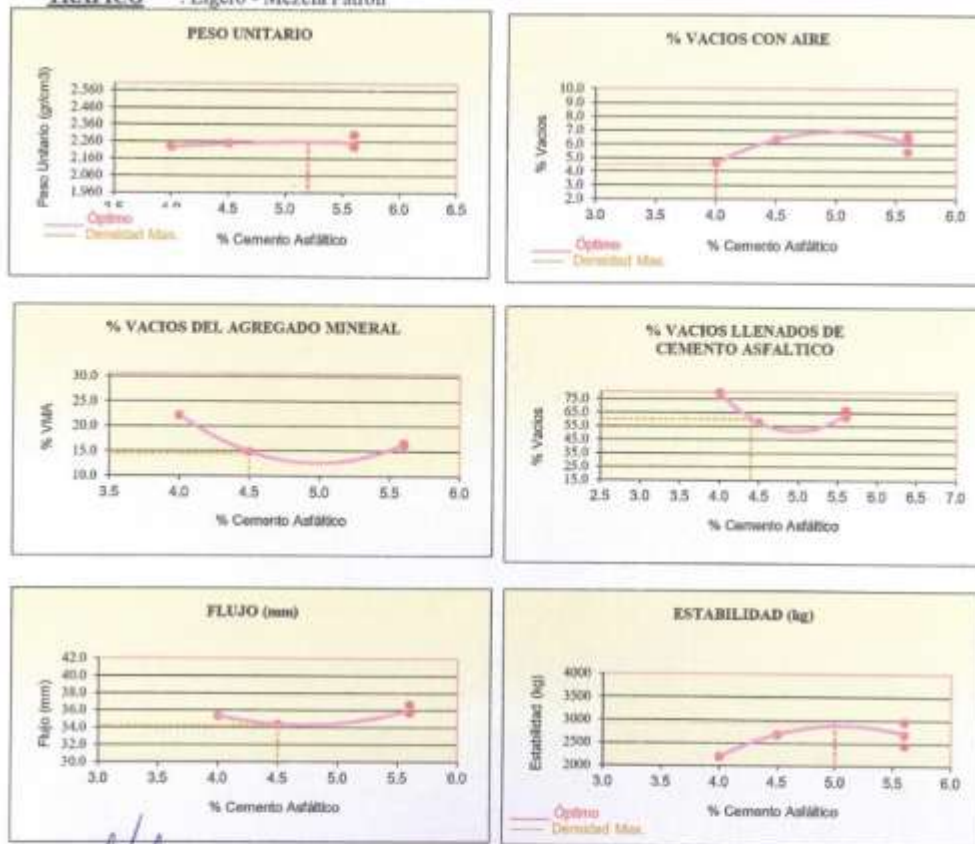 TRÁFICO : Ligero - Mezcla Patrón
PESO UNITARIO
Peso Unitario (gr/cm3)
2.560
2.460
2.360
2.260
2.160
2.060
1.960
4.5 5.0 5.5 6.0 6.5
Óptimo
Densidad Max.
% Cemento Asfáltico
% VACIOS CON AIRE
% Vacios
10.0
9.0
8.0
7.0
6.0
5.0
4.0
3.0
2.0
3.0 3.5 4.0 4.5 5.0 5.5 6.0
% Cemento Asfáltico
Óptimo
Densidad Max.
% VACIOS DEL AGREGADO MINERAL
% VMA
30.0
25.0
20.0
15.0
10.0
3.5 4.0 4.5 5.0 5.5 6.0
% Cemento Asfáltico
% VACIOS LLENADOS DE
CEMENTO ASFALTICO
% Vacios
75.0
65.0
55.0
45.0
35.0
25.0
15.0
2.5 3.0 3.5 4.0 4.5 5.0 5.5 6.0 6.5 7.0
% Cemento Asfáltico
FLUJO (mm)
Flujo (mm)
42.0
40.0
38.0
36.0
34.0
32.0
30.0
3.0 3.5 4.0 4.5 5.0 5.5 6.0
% Cemento Asfáltico
ESTABILIDAD (kg)
Estabilidad (kg)
4000
3500
3000
2500
2000
3.0 3.5 4.0 4.5 5.0 5.5 6.0
% Cemento Asfáltico
Óptimo
Densidad Max.